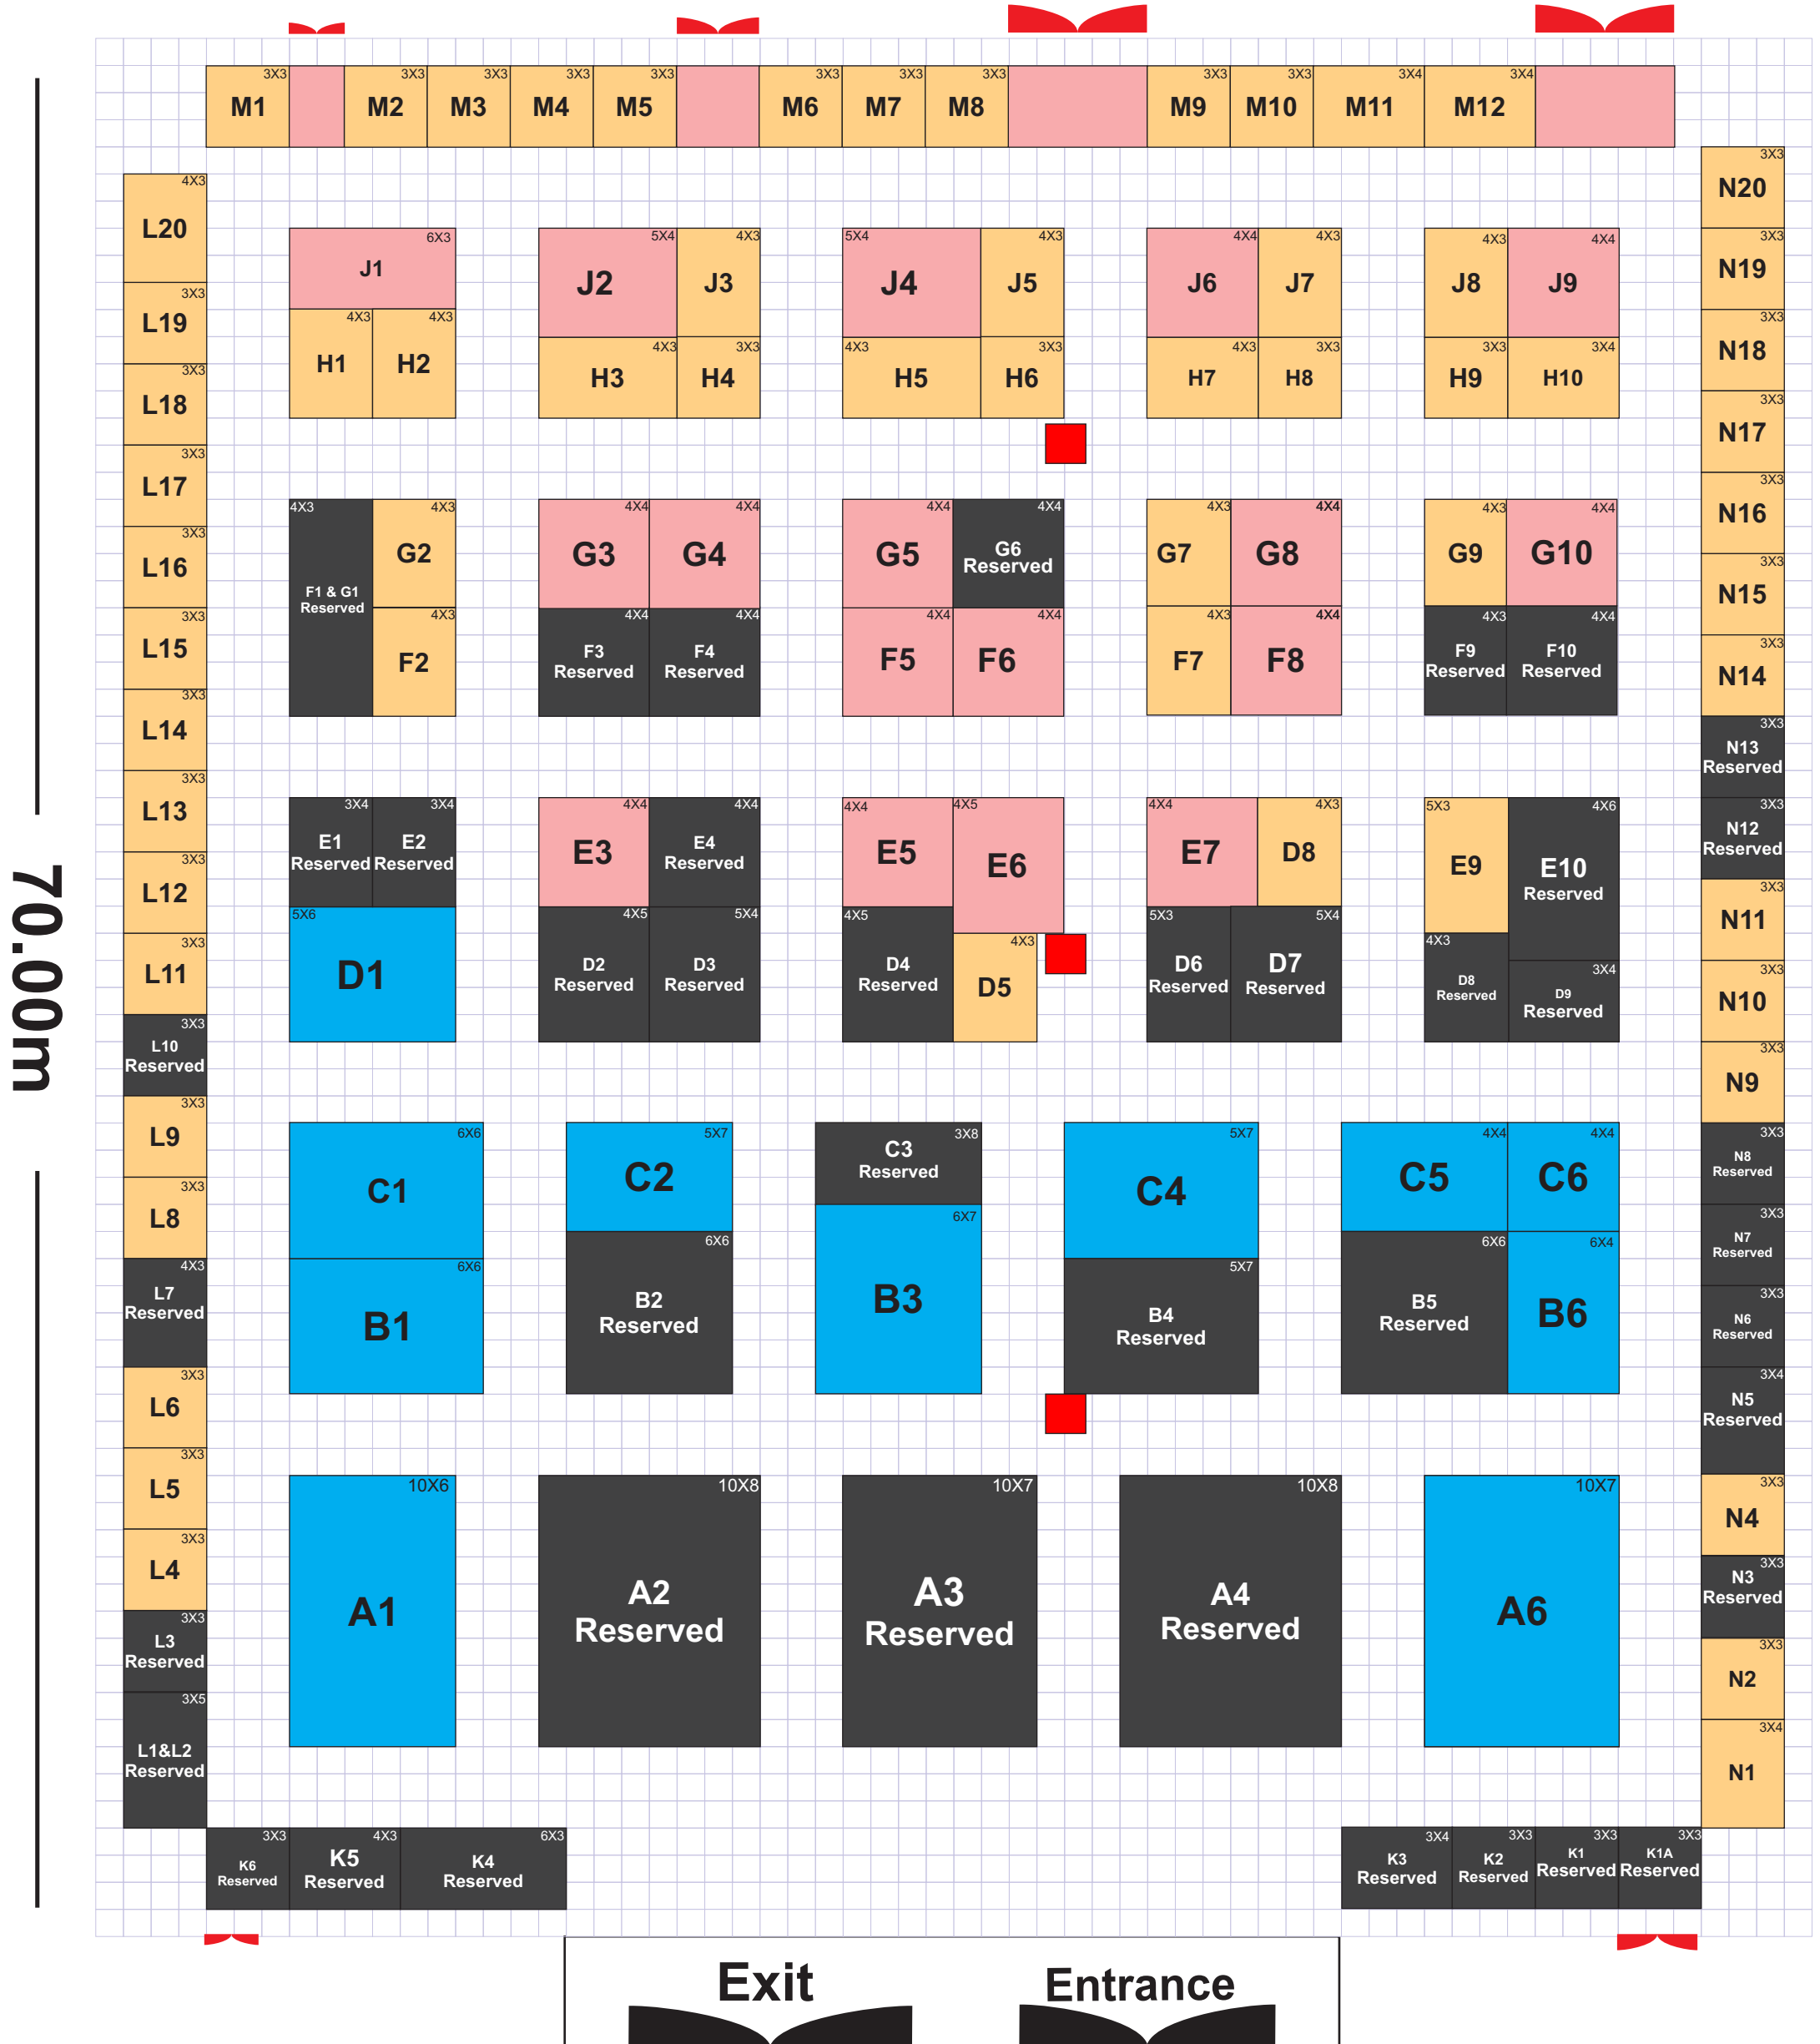 3X3 3X3 3X3 3X3 3X3 3X3 3X3 3X3 3X3 3X3 3X4 3X4
M1 M2 M3 M4 M5 M6 M7 M8 M9 M10 M11 M12
70.00m
4X3
L20
3X3
L19
3X3
L18
3X3
L17
3X3
L16
3X3
L15
3X3
L14
3X3
L13
3X3
L12
3X3
L11
3X3
L10
Reserved
3X3
L9
3X3
L8
4X3
L7
Reserved
3X3
L6
3X3
L5
3X3
L4
3X3
L3
Reserved
3X5
L1&L2
Reserved
6X3
J1
4X3 4X3
H1 H2
5X4 4X3
J2 J3
4X3 3X3
H3 H4
5X4 4X3
J4 J5
4X3 3X3
H5 H6
4X4 4X3
J6 J7
4X3 3X3
H7 H8
4X3 4X4
J8 J9
3X3 3X4
H9 H10
4X3 4X3
F1 & G1
Reserved
G2
4X3
F2
4X4 4X4
G3 G4
4X4 4X4
F3 F4
Reserved Reserved
4X4 4X4
G5 G6
Reserved
4X4 4X4
F5 F6
4X3 4X4
G7 G8
4X3 4X4
F7 F8
4X3 4X4
G9 G10
4X3 4X4
F9 F10
Reserved Reserved
3X4 3X4
E1 E2
Reserved Reserved
5X6
D1
4X4 4X4
E3 E4
Reserved
4X5 5X4
D2 D3
Reserved Reserved
4X4 4X5
E5 E6
4X5
D4
Reserved
4X3
D5
4X4 4X3
E7 D8
5X3 5X4
D6 D7
Reserved Reserved
5X3 4X6
E9 E10
Reserved
4X3
D8
Reserved
3X4
D9
Reserved
6X6
C1
6X6
B1
5X7
C2
6X6
B2
Reserved
3X8
C3
Reserved
6X7
B3
5X7
C4
5X7
B4
Reserved
4X4 4X4
C5 C6
6X6 6X4
B5
Reserved
B6
10X6
A1
10X8
A2
Reserved
10X7
A3
Reserved
10X8
A4
Reserved
10X7
A6
3X3
N20
3X3
N19
3X3
N18
3X3
N17
3X3
N16
3X3
N15
3X3
N14
3X3
N13
Reserved
3X3
N12
Reserved
3X3
N11
3X3
N10
3X3
N9
3X3
N8
Reserved
3X3
N7
Reserved
3X3
N6
Reserved
3X4
N5
Reserved
3X3
N4
3X3
N3
Reserved
3X3
N2
3X4
N1
3X3 4X3 6X3
K6 K5 K4
Reserved Reserved Reserved
3X4 3X3 3X3 3X3
K3 K2 K1 K1A
Reserved Reserved Reserved Reserved
Exit Entrance